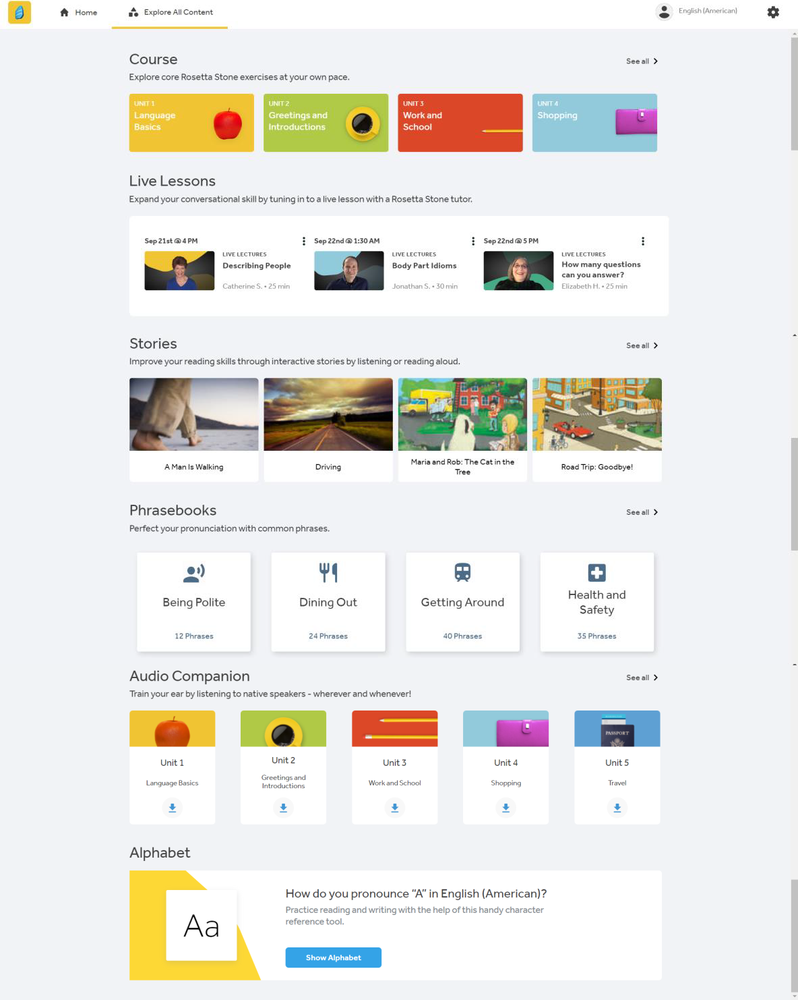 Home
Explore All Content
English (American)
Course
See all
Explore core Rosetta Stone exercises at your own pace.
UNIT 1
Language
Basics
UNIT 2
Greetings and
Introductions
UNIT 3
Work and
School
UNIT 4
Shopping
Live Lessons
Expand your conversational skill by tuning in to a live lesson with a Rosetta Stone tutor.
Sep 21st @ 4 PM
LIVE LECTURES
Describing People
Catherine S. • 25 min
Sep 22nd @ 1:30 AM
LIVE LECTURES
Body Part Idioms
Jonathan S. • 30 min
Sep 22nd @ 5 PM
LIVE LECTURES
How many questions
can you answer?
Elizabeth H. • 25 min
Stories
See all
Improve your reading skills through interactive stories by listening or reading aloud.
A Man Is Walking
Driving
Maria and Rob: The Cat in the
Tree
Road Trip: Goodbye!
Phrasebooks
See all
Perfect your pronunciation with common phrases.
Being Polite
12 Phrases
Dining Out
24 Phrases
Getting Around
40 Phrases
Health and
Safety
35 Phrases
Audio Companion
See all
Train your ear by listening to native speakers - wherever and whenever!
Unit 1
Language Basics
Unit 2
Greetings and
Introductions
Unit 3
Work and School
Unit 4
Shopping
PASSPORT
Unit 5
Travel
Alphabet
Aa
How do you pronounce “A” in English (American)?
Practice reading and writing with the help of this handy character
reference tool.
Show Alphabet